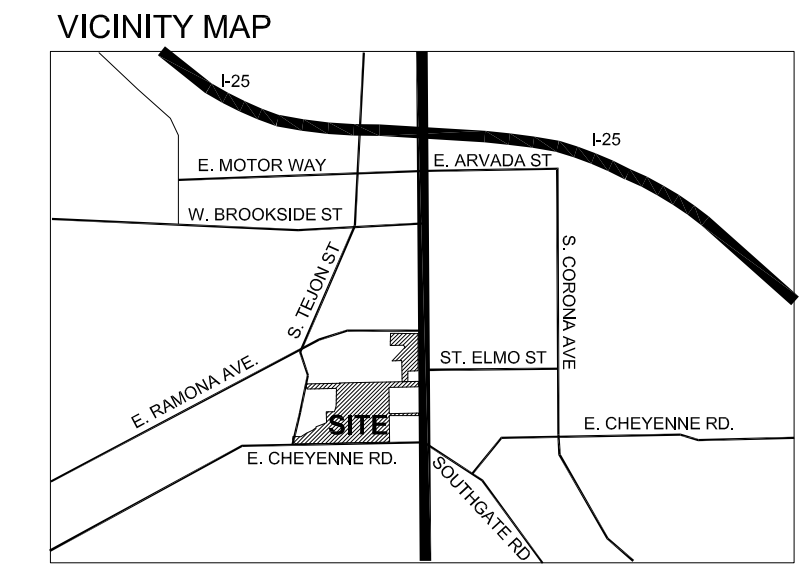 VICINITY MAP
I-25
I-25
E. MOTOR WAY
E. ARVADA ST
W. BROOKSIDE ST
S. TEJON ST
S. CORONA AVE
ST. ELMO ST
E. RAMONA AVE.
SITE
E. CHEYENNE RD.
E. CHEYENNE RD.
SOUTHGATE RD